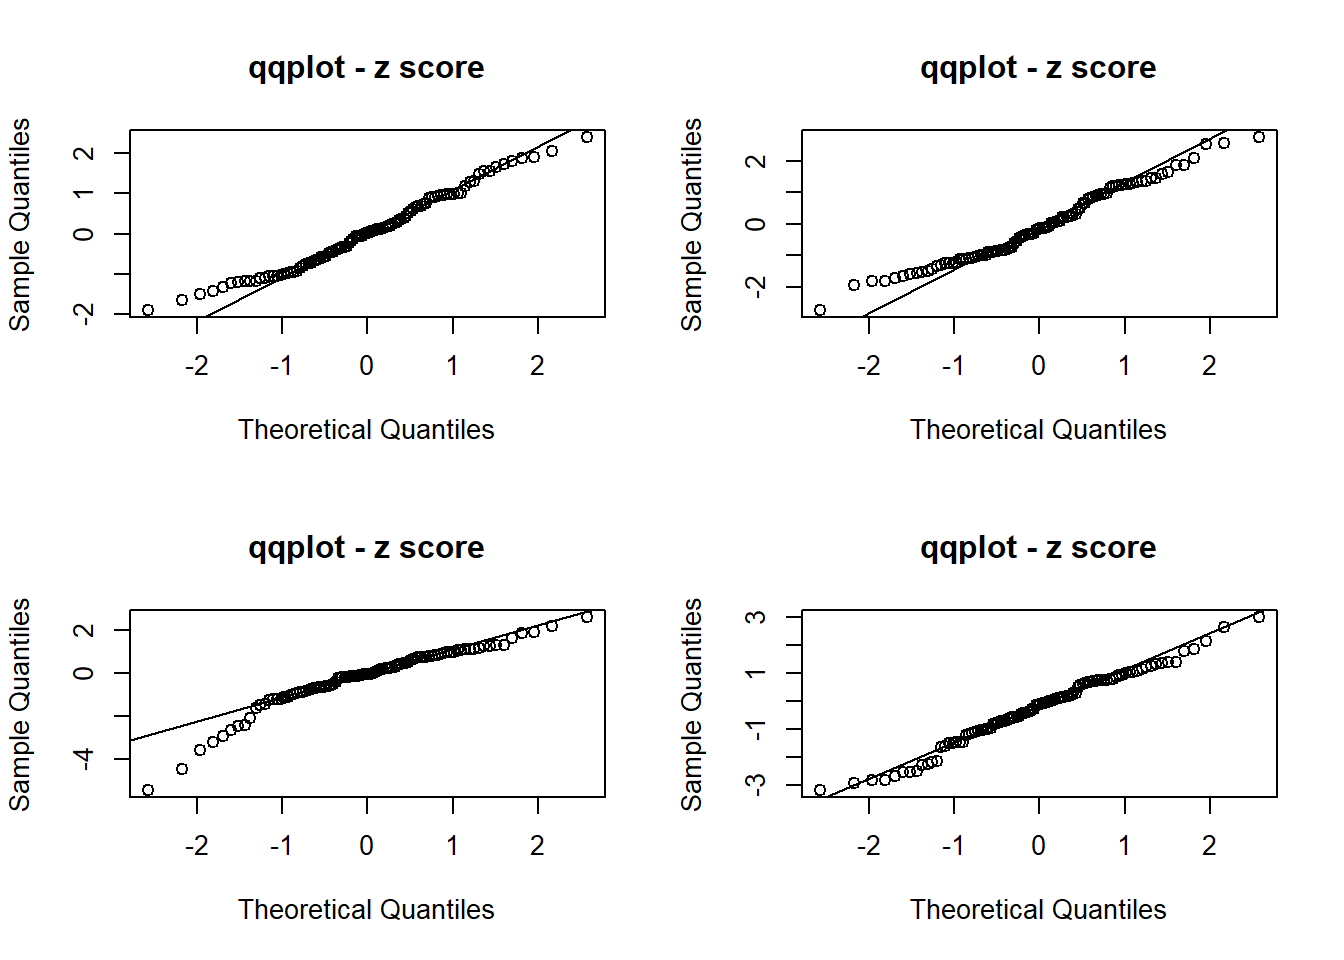 qqplot - z score
Sample Quantiles
2
1
0
-2
-2 -1 0 1 2
Theoretical Quantiles
qqplot - z score
Sample Quantiles
2
0
-2
-2 -1 0 1 2
Theoretical Quantiles
qqplot - z score
Sample Quantiles
2
0
-4
-2 -1 0 1 2
Theoretical Quantiles
qqplot - z score
Sample Quantiles
3
1
-1
-3
-2 -1 0 1 2
Theoretical Quantiles